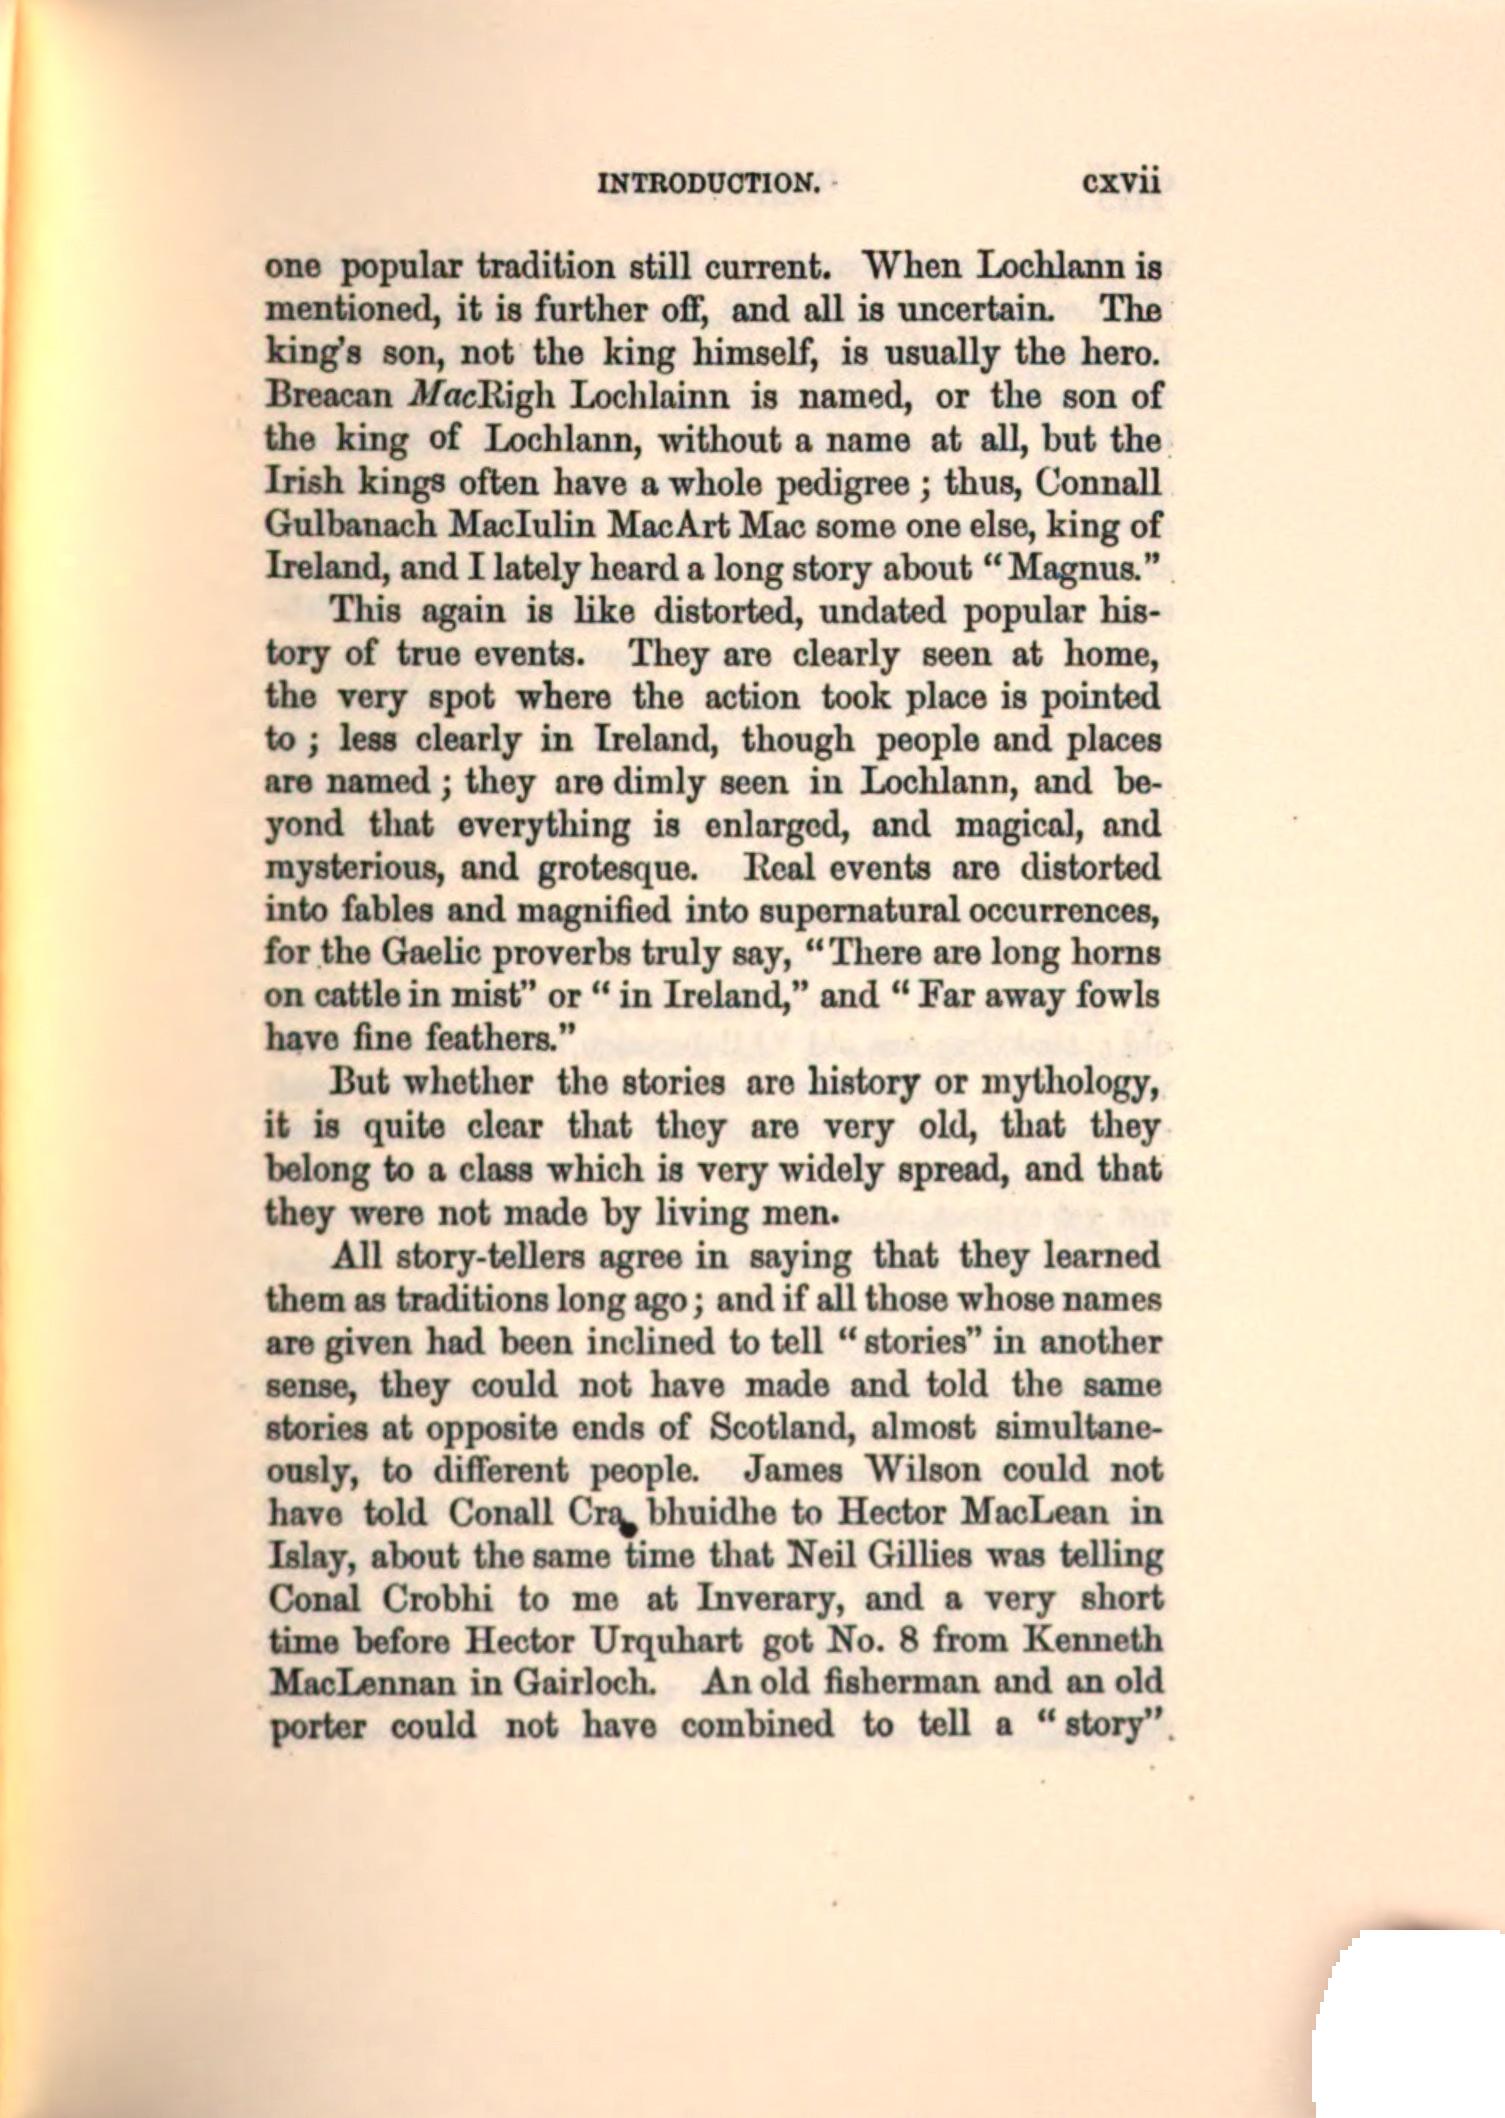 INTRODUCTION. cxvii
one popular tradition still current. When Lochlann is
mentioned, it is further off, and all is uncertain. The
king's son, not the king himself, is usually the hero.
Breacan MacRigh Lochlainn is named, or the son of
the king of Lochlann, without a name at all, but the
Irish kings often have a whole pedigree ; thus, Connall
Gulbanach MacIulin MacArt Mac some one else, king of
Ireland, and I lately heard a long story about “Magnus.”
This again is like distorted, undated popular his-
tory of true events. They are clearly seen at home,
the very spot where the action took place is pointed
to ; less clearly in Ireland, though people and places
are named ; they are dimly seen in Lochlann, and be-
yond that everything is enlarged, and magical, and
mysterious, and grotesque. Real events are distorted
into fables and magnified into supernatural occurrences,
for the Gaelic proverbs truly say, “There are long horns
on cattle in mist” or “ in Ireland,” and “ Far away fowls
have fine feathers.”
But whether the stories are history or mythology,
it is quite clear that they are very old, that they
belong to a class which is very widely spread, and that
they were not made by living men.
All story-tellers agree in saying that they learned
them as traditions long ago ; and if all those whose names
are given had been inclined to tell “ stories” in another
sense, they could not have made and told the same
stories at opposite ends of Scotland, almost simultane-
ously, to different people. James Wilson could not
have told Conall Cra bhuidhe to Hector MacLean in
Islay, about the same time that Neil Gillies was telling
Conal Crobhi to me at Inverary, and a very short
time before Hector Urquhart got No. 8 from Kenneth
MacLennan in Gairloch. An old fisherman and an old
porter could not have combined to tell a “ story”